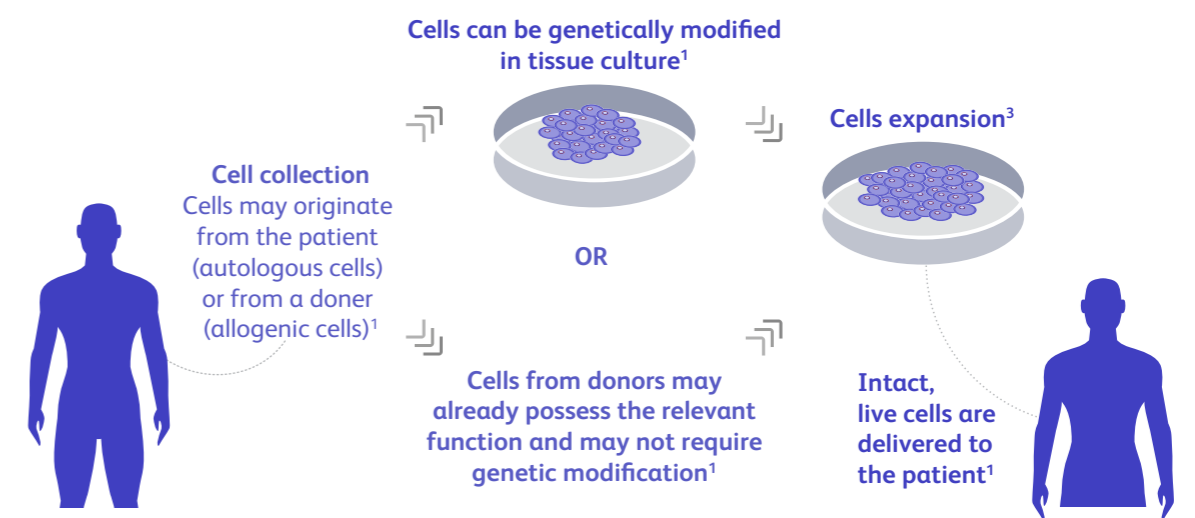 Cells can be genetically modified
in tissue culture¹
Cells expansion³
Cell collection
Cells may originate
from the patient
(autologous cells)
or from a doner
(allogenic cells)¹
OR
Cells from donors may
already possess the relevant
function and may not require
genetic modification¹
Intact,
live cells are
delivered to
the patient¹